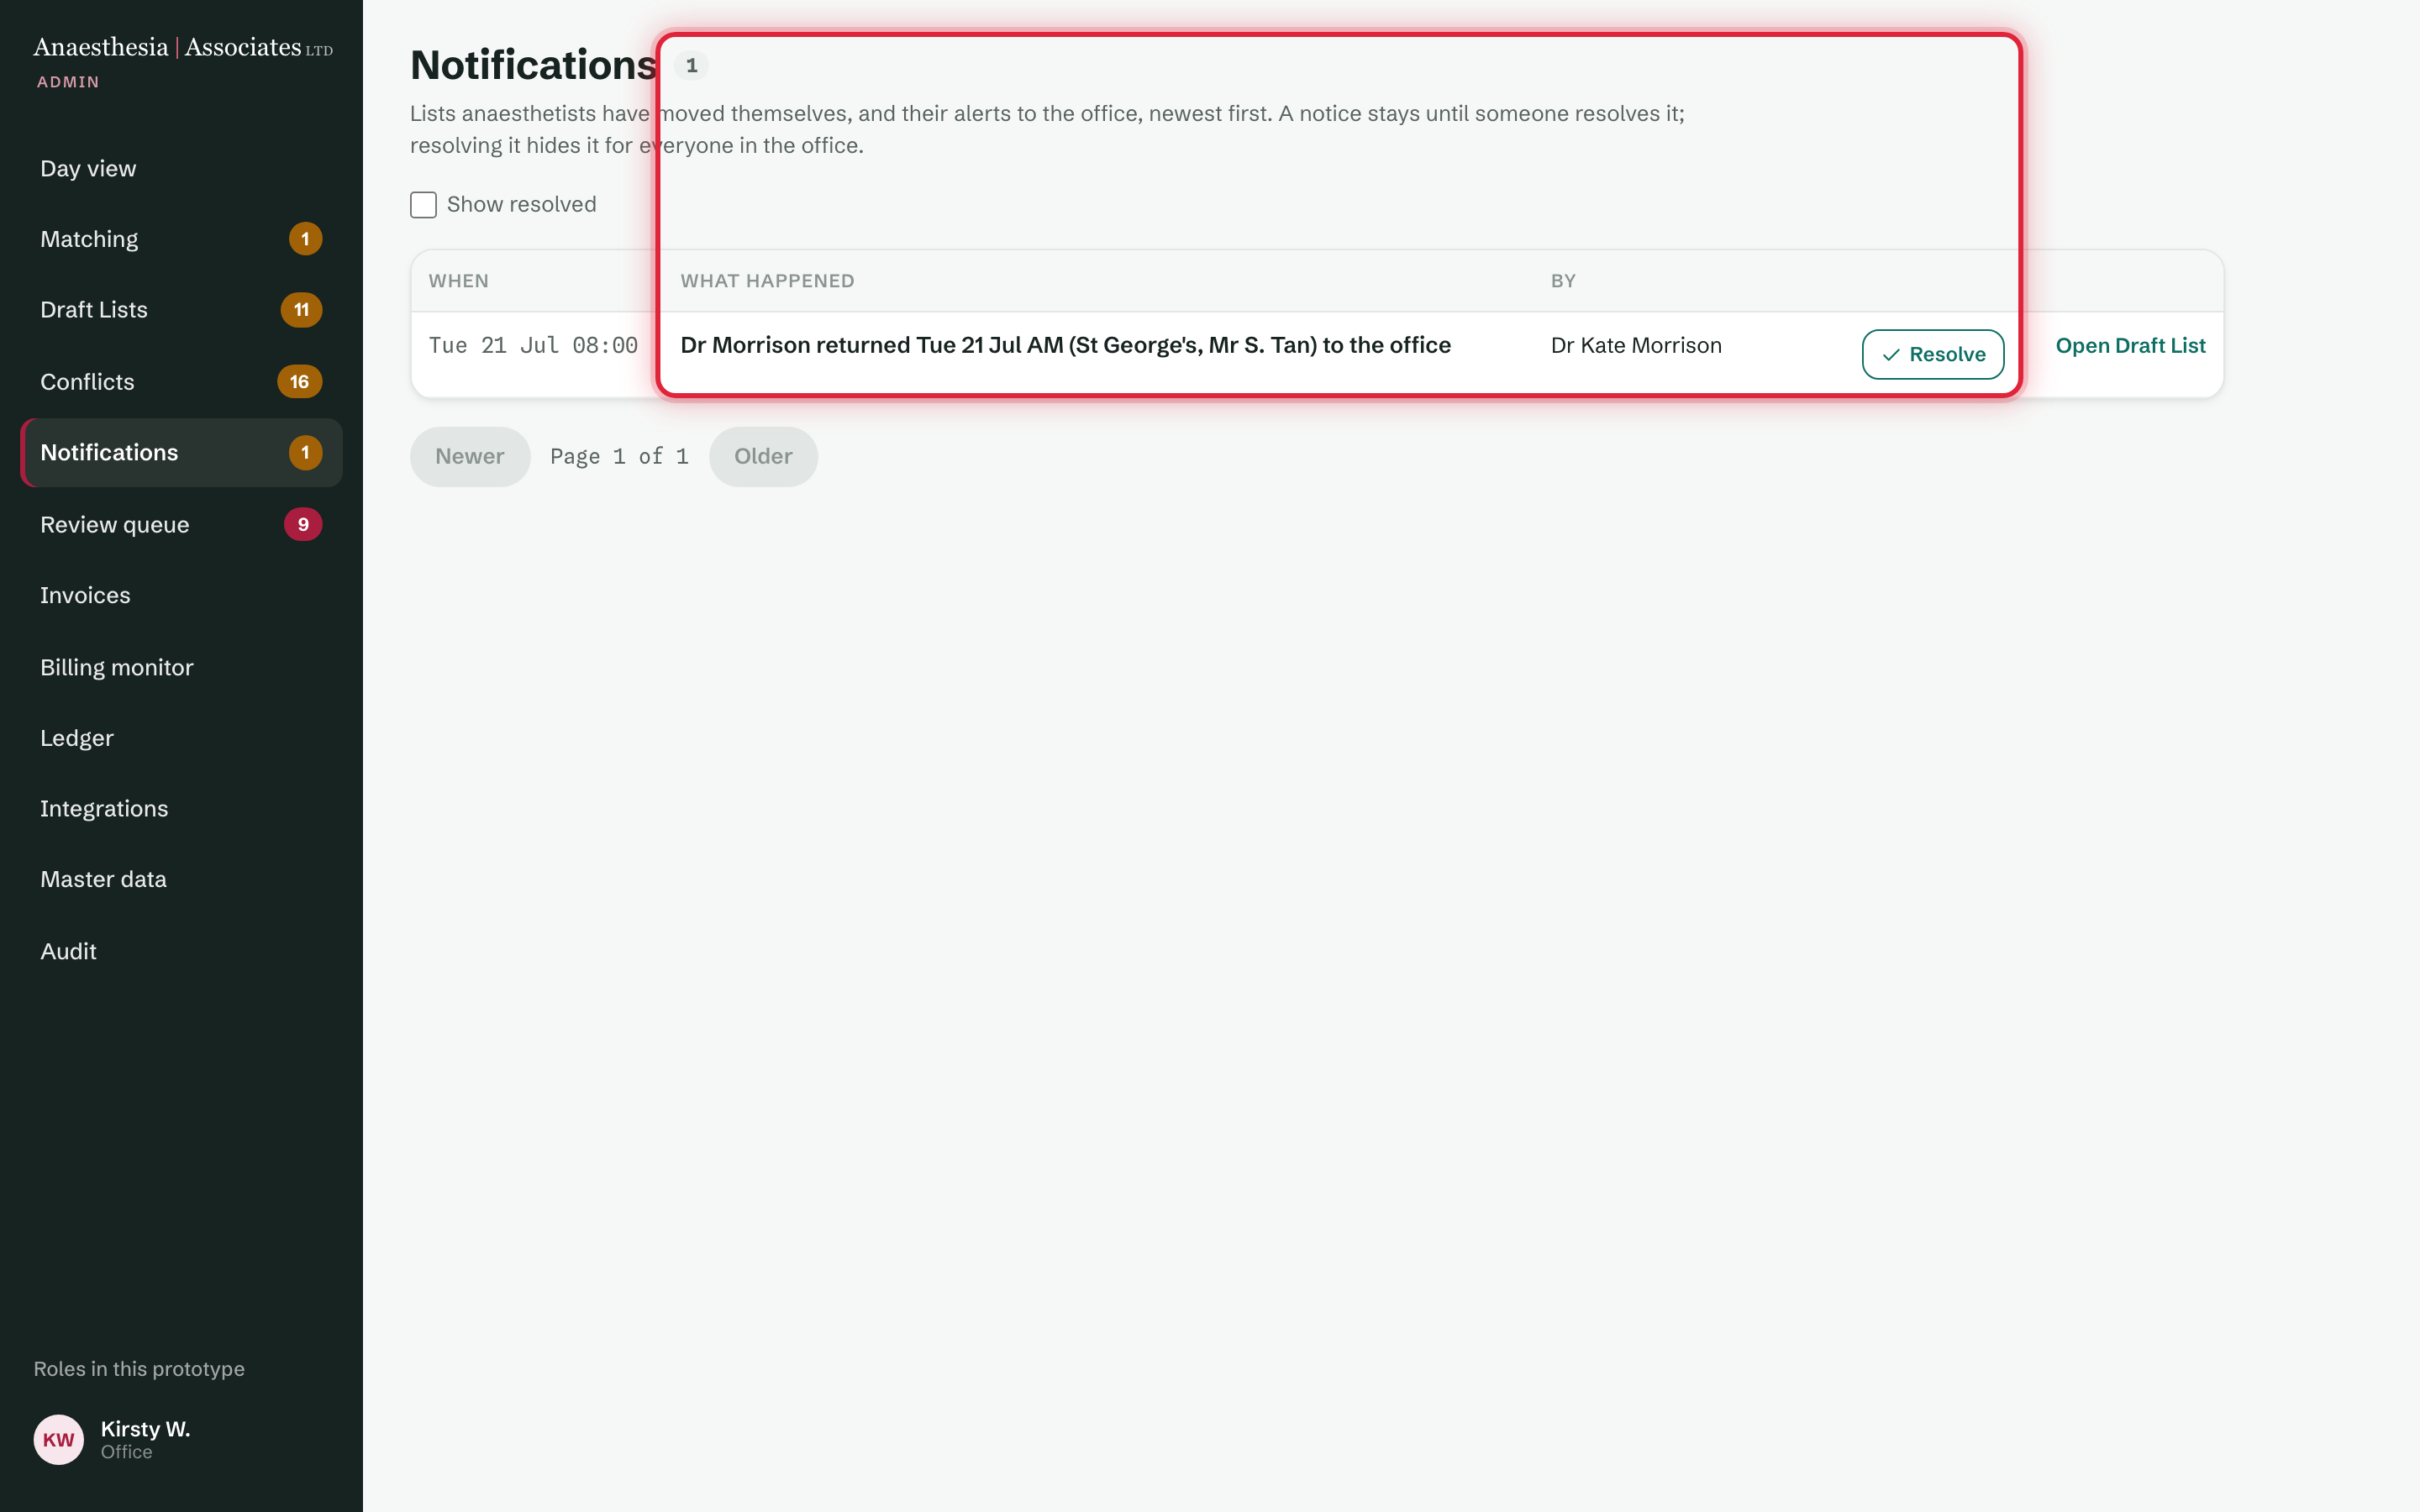 Anaesthesia | Associates LTD
ADMIN
Day view
Matching 1
Draft Lists 11
Conflicts 16
Notifications 1
Review queue 9
Invoices
Billing monitor
Ledger
Integrations
Master data
Audit
Roles in this prototype
KW
Kirsty W.
Office
Notifications 1
Lists anaesthetists have moved themselves, and their alerts to the office, newest first. A notice stays until someone resolves it;
resolving it hides it for everyone in the office.
Show resolved
WHEN WHAT HAPPENED BY
Tue 21 Jul 08:00 Dr Morrison returned Tue 21 Jul AM (St George's, Mr S. Tan) to the office Dr Kate Morrison Resolve Open Draft List
Newer Page 1 of 1 Older